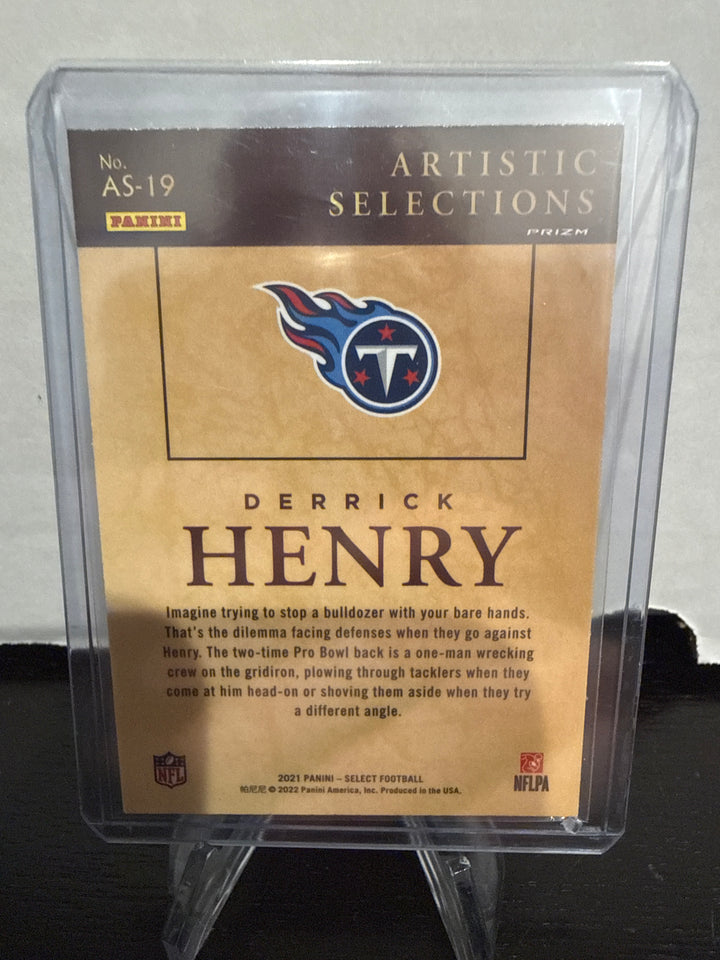 No.
AS-19
PANINI
ARTISTIC
SELECTIONS
PRIZM
T
DERRICK
HENRY
Imagine trying to stop a bulldozer with your bare hands.
That's the dilemma facing defenses when they go against
Henry. The two-time Pro Bowl back is a one-man wrecking
crew on the gridiron, plowing through tacklers when they
come at him head-on or shoving them aside when they try
a different angle.
NFL
2021 PANINI – SELECT FOOTBALL
帕尼尼 © 2022 Panini America, Inc. Produced in the USA.
NFLPA